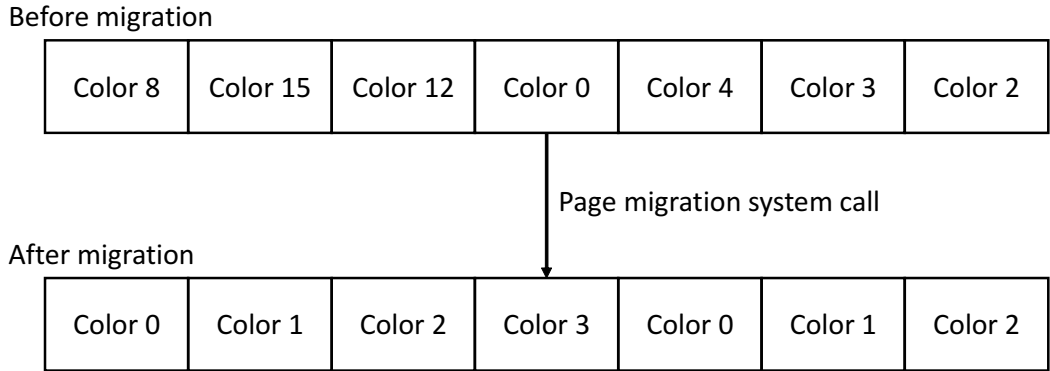 Before migration
Color 8 Color 15 Color 12 Color 0 Color 4 Color 3 Color 2
Page migration system call
After migration
Color 0 Color 1 Color 2 Color 3 Color 0 Color 1 Color 2